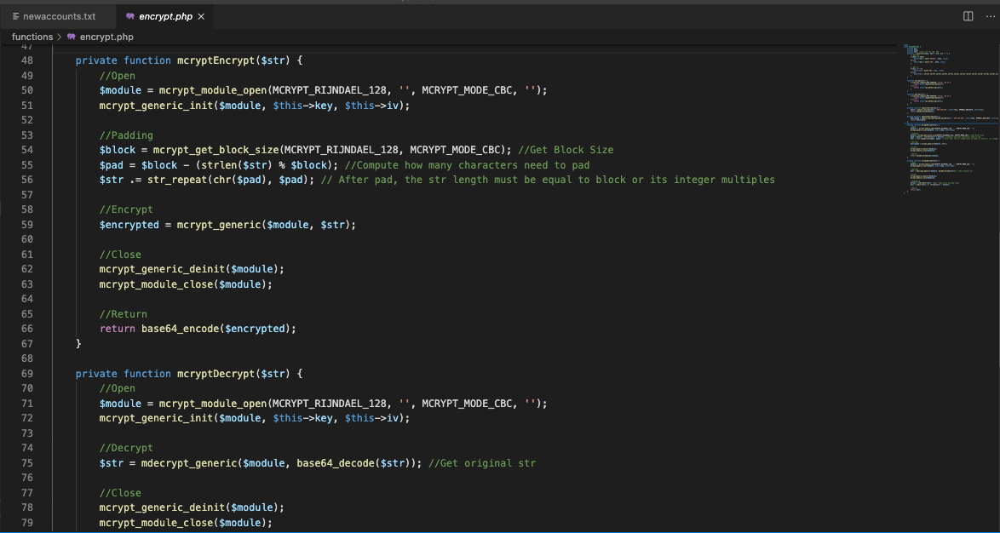 newaccounts.txt encrypt.php ×
functions > encrypt.php
47
48 private function mcryptEncrypt($str) {
49 //Open
50 $module = mcrypt_module_open(MCRYPT_RIJNDAEL_128, '', MCRYPT_MODE_CBC, '');
51 mcrypt_generic_init($module, $this->key, $this->iv);
52
53 //Padding
54 $block = mcrypt_get_block_size(MCRYPT_RIJNDAEL_128, MCRYPT_MODE_CBC); //Get Block Size
55 $pad = $block - (strlen($str) % $block); //Compute how many characters need to pad
56 $str .= str_repeat(chr($pad), $pad); // After pad, the str length must be equal to block or its integer multiples
57
58 //Encrypt
59 $encrypted = mcrypt_generic($module, $str);
60
61 //Close
62 mcrypt_generic_deinit($module);
63 mcrypt_module_close($module);
64
65 //Return
66 return base64_encode($encrypted);
67 }
68
69 private function mcryptDecrypt($str) {
70 //Open
71 $module = mcrypt_module_open(MCRYPT_RIJNDAEL_128, '', MCRYPT_MODE_CBC, '');
72 mcrypt_generic_init($module, $this->key, $this->iv);
73
74 //Decrypt
75 $str = mdecrypt_generic($module, base64_decode($str)); //Get original str
76
77 //Close
78 mcrypt_generic_deinit($module);
79 mcrypt_module_close($module);